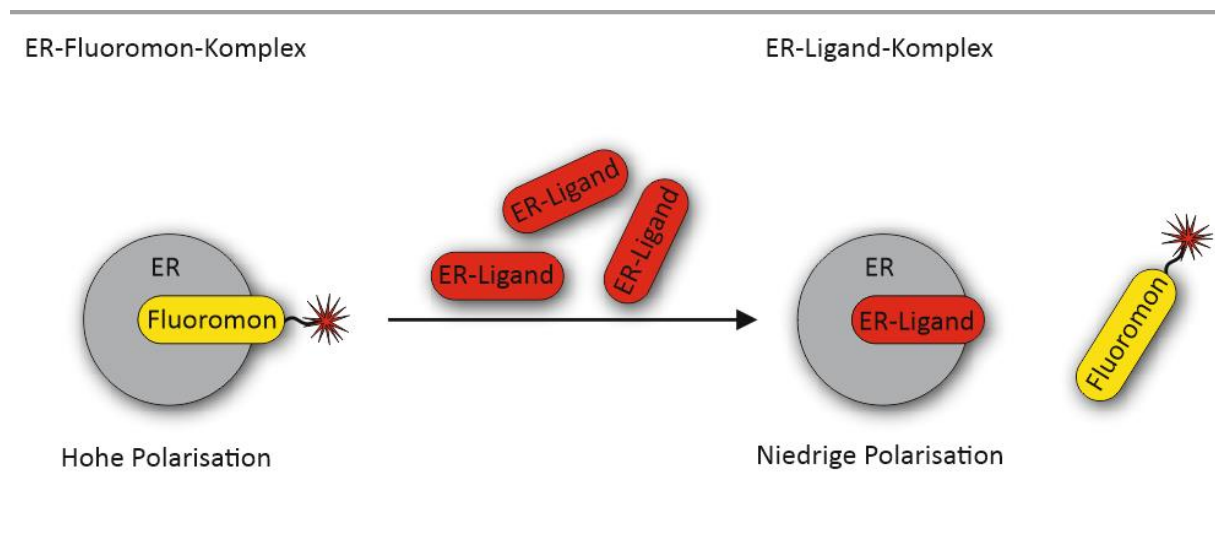 ER-Fluoromon-Komplex
ER-Ligand-Komplex
ER-Ligand
ER-Ligand
ER-Ligand
ER
Fluoromon
ER
ER-Ligand
Fluoromon
Hohe Polarisation
Niedrige Polarisation